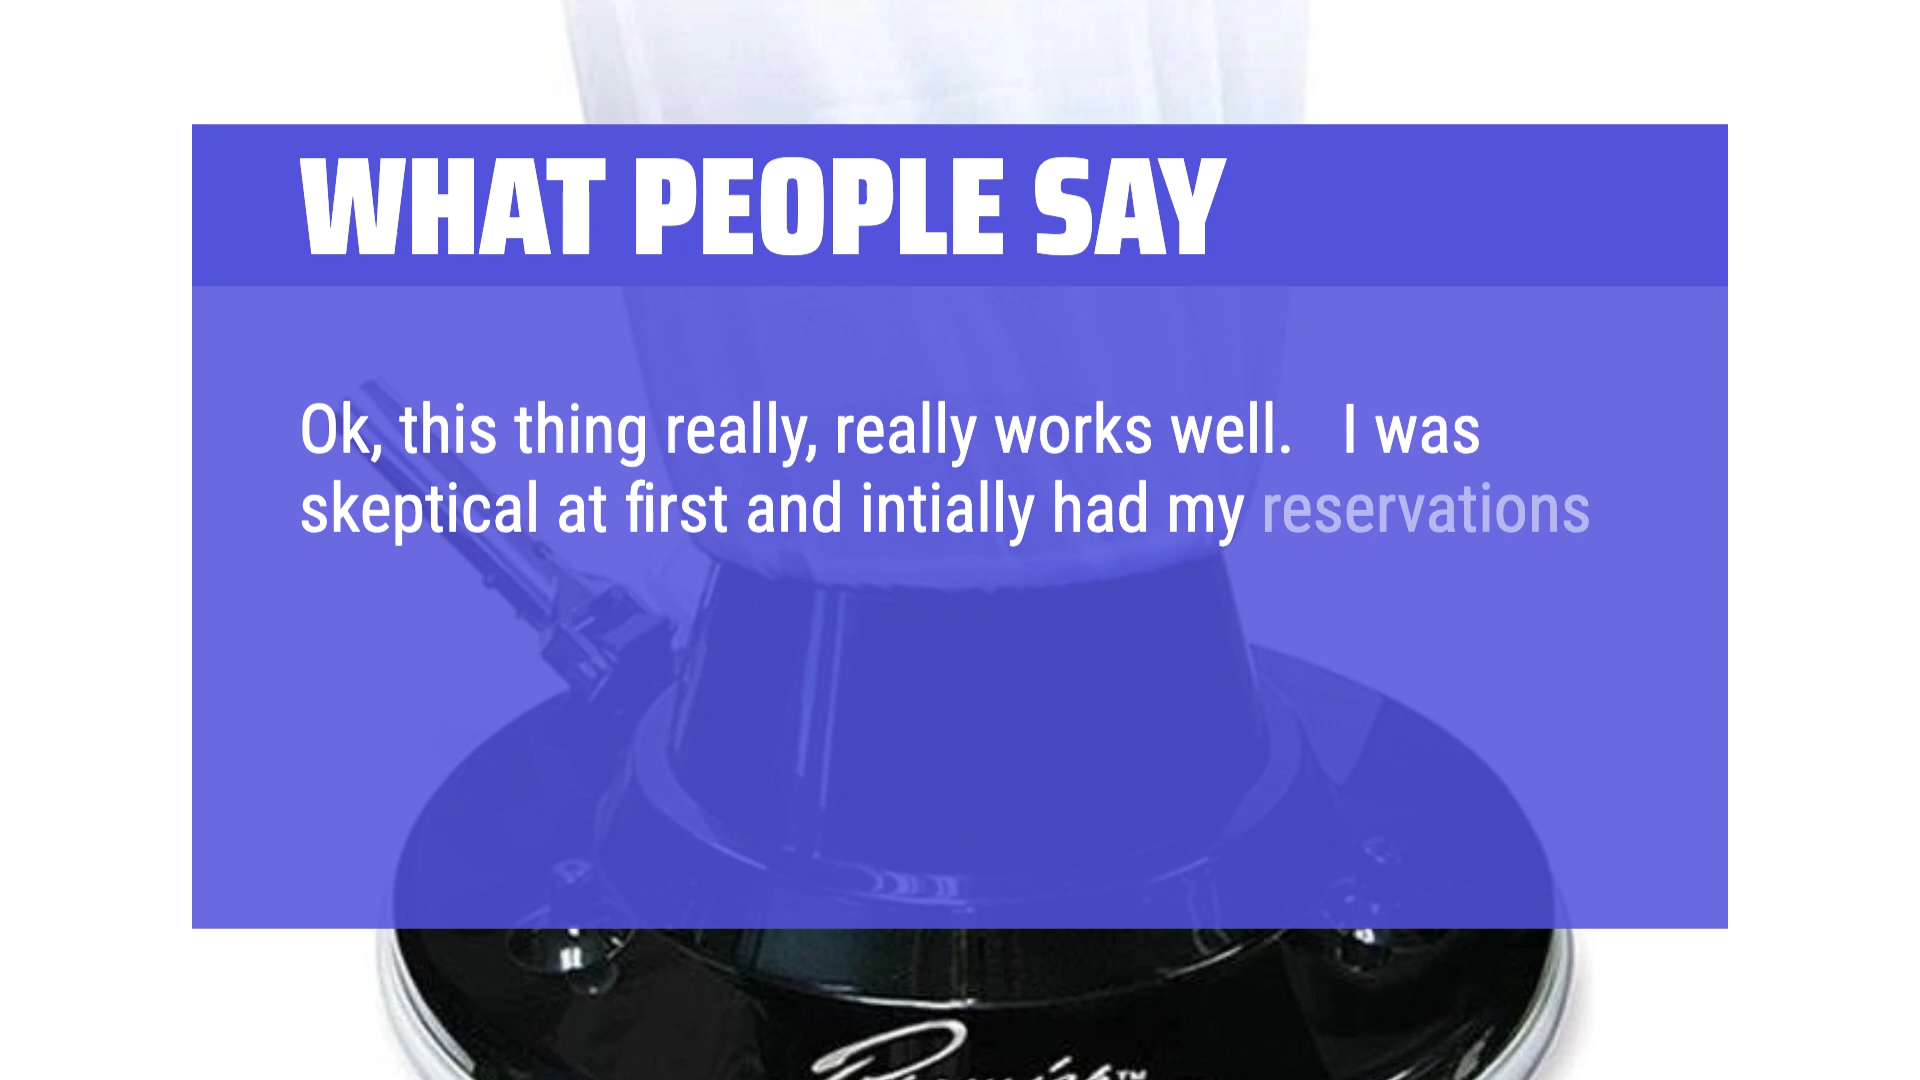 WHAT PEOPLE SAY
Ok, this thing really, really works well.   I was
skeptical at first and intially had my reservations
TM